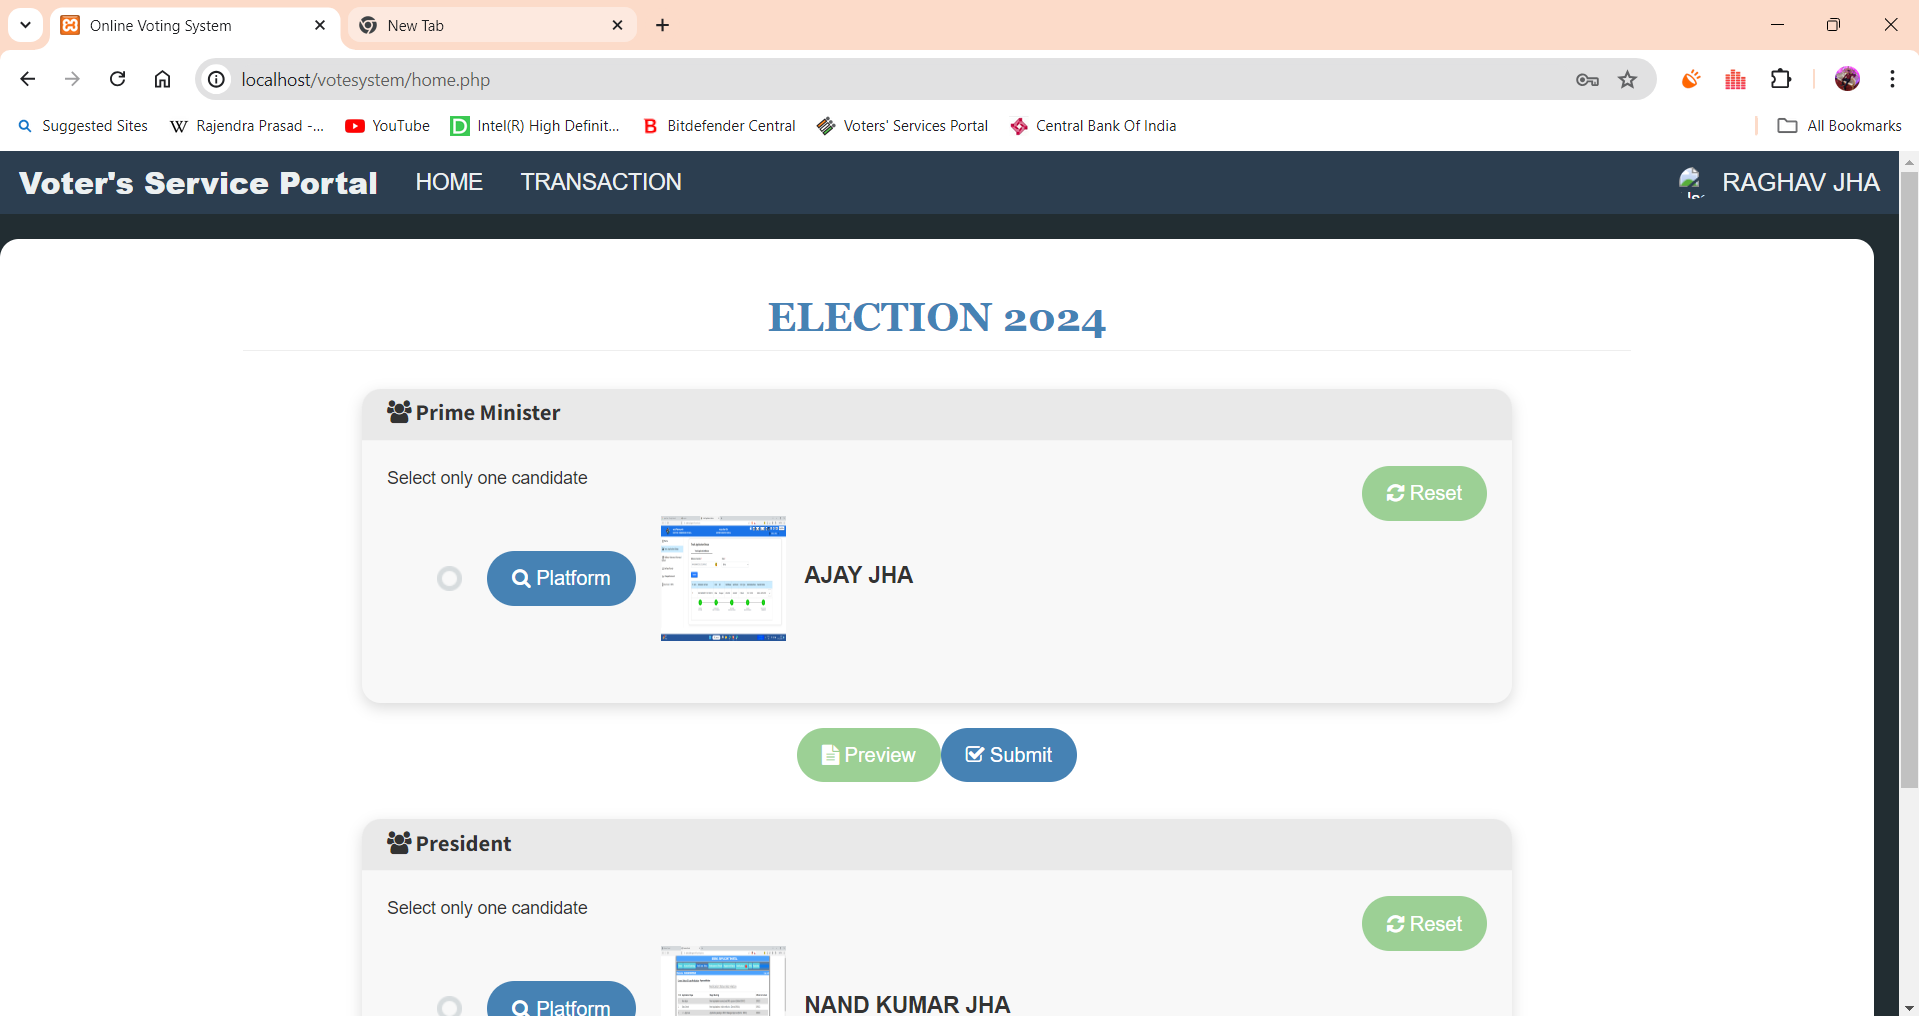 Online Voting System
New Tab
localhost/votesystem/home.php
Suggested Sites
Rajendra Prasad -...
YouTube
Intel(R) High Definit...
Bitdefender Central
Voters' Services Portal
Central Bank Of India
All Bookmarks
Voter's Service Portal
HOME
TRANSACTION
RAGHAV JHA
ELECTION 2024
Prime Minister
Select only one candidate
Reset
Platform
AJAY JHA
Preview
Submit
President
Select only one candidate
Reset
Platform
NAND KUMAR JHA